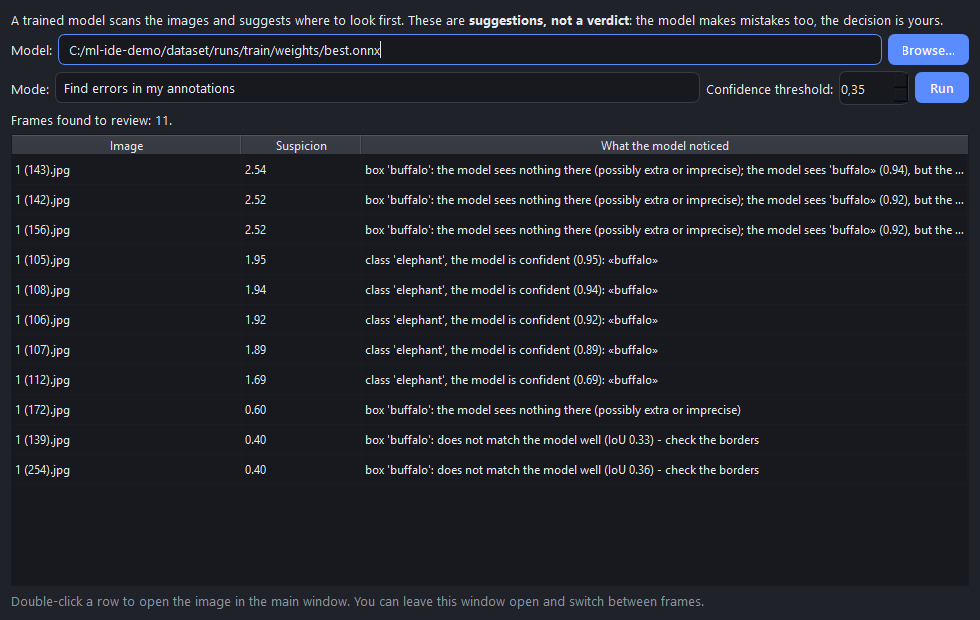 A trained model scans the images and suggests where to look first. These are suggestions, not a verdict: the model makes mistakes too, the decision is yours.
Model: C:/ml-ide-demo/dataset/runs/train/weights/best.onnx Browse...
Mode: Find errors in my annotations Confidence threshold: 0,35 Run
Frames found to review: 11.
Image Suspicion What the model noticed
1 (143).jpg 2.54 box 'buffalo': the model sees nothing there (possibly extra or imprecise); the model sees 'buffalo» (0.94), but the ...
1 (142).jpg 2.52 box 'buffalo': the model sees nothing there (possibly extra or imprecise); the model sees 'buffalo» (0.92), but the ...
1 (156).jpg 2.52 box 'buffalo': the model sees nothing there (possibly extra or imprecise); the model sees 'buffalo» (0.92), but the ...
1 (105).jpg 1.95 class 'elephant', the model is confident (0.95): «buffalo»
1 (108).jpg 1.94 class 'elephant', the model is confident (0.94): «buffalo»
1 (106).jpg 1.92 class 'elephant', the model is confident (0.92): «buffalo»
1 (107).jpg 1.89 class 'elephant', the model is confident (0.89): «buffalo»
1 (112).jpg 1.69 class 'elephant', the model is confident (0.69): «buffalo»
1 (172).jpg 0.60 box 'buffalo': the model sees nothing there (possibly extra or imprecise)
1 (139).jpg 0.40 box 'buffalo': does not match the model well (IoU 0.33) - check the borders
1 (254).jpg 0.40 box 'buffalo': does not match the model well (IoU 0.36) - check the borders
Double-click a row to open the image in the main window. You can leave this window open and switch between frames.